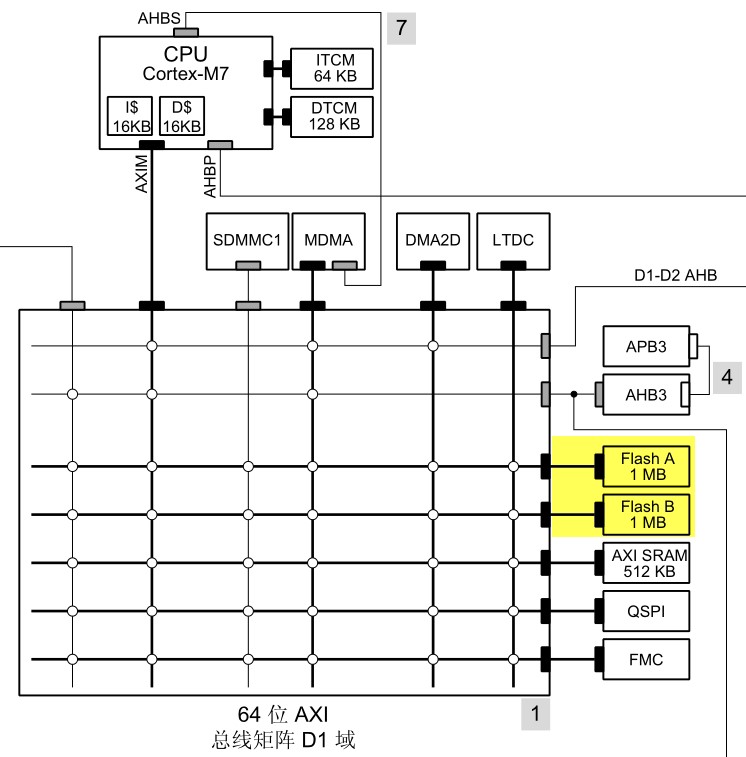 AHBS
7
CPU
Cortex-M7
ITCM
64 KB
I$
16KB
D$
16KB
DTCM
128 KB
AXIM
AHBP
SDMMC1
MDMA
DMA2D
LTDC
D1-D2 AHB
APB3
4
AHB3
Flash A
1 MB
Flash B
1 MB
AXI SRAM
512 KB
QSPI
FMC
64 位 AXI
总线矩阵 D1 域
1